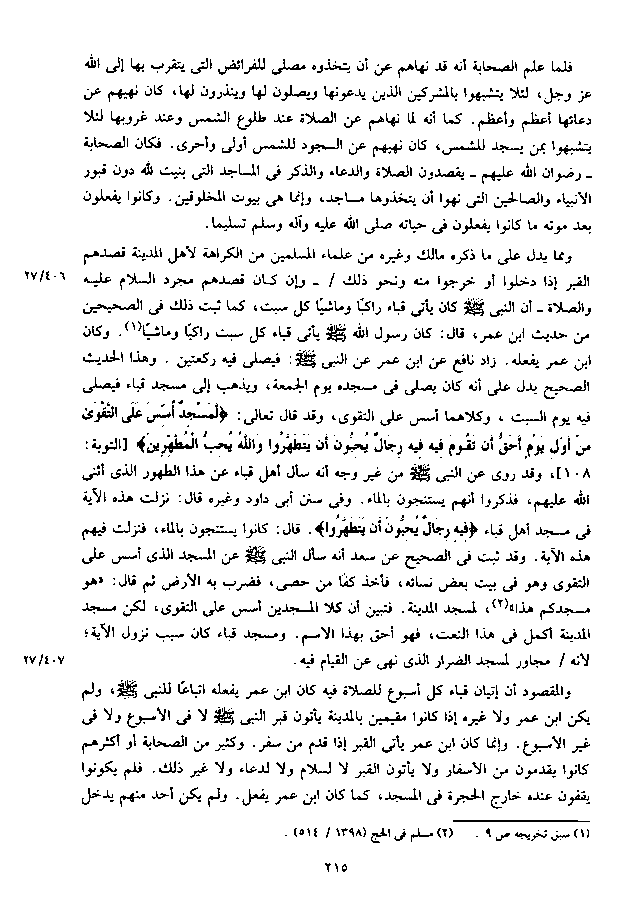 فلما علم الصحابة أنه قد نهاهم عن أن يتخذوه مصلى للفرائض التى يتقرب بها إلى الله
عز وجل، لئلا يتشبهوا بالمشركين الذين يدعونها ويصلون لها وينذرون لها، كان نهيهم عن
دعائها أعظم وأعظم. كما أنه لما نهاهم عن الصلاة عند طلوع الشمس وعند غروبها لئلا
يتشبهوا بمن يسجد للشمس، كان نهيهم عن السجود للشمس أولى وأحرى. فكان الصحابة
ـ رضوان الله عليهم ـ يقصدون الصلاة والدعاء والذكر فى المساجد التى بنيت لله دون قبور
الأنبياء والصالحين التى نهوا أن يتخذوها مساجد، وإنما هى بيوت المخلوقين. وكانوا يفعلون
بعد موته ما كانوا يفعلون فى حياته صلى الله عليه وآله وسلم تسليما.
ومما يدل على ما ذكره مالك وغيره من علماء المسلمين من الكراهة لأهل المدينة قصدهم
القبر إذا دخلوا أو خرجوا منه ونحو ذلك / ـ وإن كان قصدهم مجرد السلام عليه
٢٧/٤٠٦
والصلاة ـ أن النبى ﷺ كان يأتى قباء راكبًا وماشيًا كل سبت، كما ثبت ذلك فى الصحيحين
من حديث ابن عمر، قال: كان رسول الله ﷺ يأتى قباء كل سبت راكبًا وماشيًا(١). وكان
ابن عمر يفعله. زاد نافع عن ابن عمر عن النبى ﷺ: فيصلى فيه ركعتين. وهذا الحديث
الصحيح يدل على أنه كان يصلى فى مسجده يوم الجمعة، ويذهب إلى مسجد قباء فيصلى
فيه يوم السبت ، وكلاهما أسس على التقوى، وقد قال تعالى: ﴿لَمَسْجِدٌ أُسِّسَ عَلَى التَّقْوَىٰ
مِنْ أَوَّلِ يَوْمٍ أَحَقُّ أَن تَقُومَ فِيهِ فِيهِ رِجَالٌ يُحِبُّونَ أَن يَتَطَهَّرُوا وَاللَّهُ يُحِبُّ الْمُطَّهِّرِينَ﴾ [التوبة:
١٠٨]، وقد روى عن النبى ﷺ من غير وجه أنه سأل أهل قباء عن هذا الطهور الذى أثنى
الله عليهم، فذكروا أنهم يستنجون بالماء. وفى سنن أبى داود وغيره قال: نزلت هذه الآية
فى مسجد أهل قباء ﴿فِيهِ رِجَالٌ يُحِبُّونَ أَن يَتَطَهَّرُوا﴾. قال: كانوا يستنجون بالماء، فنزلت فيهم
هذه الآية. وقد ثبت فى الصحيح عن سعد أنه سأل النبى ﷺ عن المسجد الذى أسس على
التقوى وهو فى بيت بعض نسائه، فأخذ كفًا من حصى، فضرب به الأرض ثم قال: «هو
مسجدكم هذا»(٢)، لمسجد المدينة. فتبين أن كلا المسجدين أسس على التقوى، لكن مسجد
المدينة أكمل فى هذا النعت، فهو أحق بهذا الاسم. ومسجد قباء كان سبب نزول الآية؛
لأنه / مجاور لمسجد الضرار الذى نهى عن القيام فيه.
٢٧/٤٠٧
والمقصود أن إتيان قباء كل أسبوع للصلاة فيه كان ابن عمر يفعله اتباعًا للنبى ﷺ، ولم
يكن ابن عمر ولا غيره إذا كانوا مقيمين بالمدينة يأتون قبر النبى ﷺ لا فى الأسبوع ولا فى
غير الأسبوع. وإنما كان ابن عمر يأتى القبر إذا قدم من سفر. وكثير من الصحابة أو أكثرهم
كانوا يقدمون من الأسفار ولا يأتون القبر لا لسلام ولا لدعاء ولا غير ذلك. فلم يكونوا
يقفون عنده خارج الحجرة فى المسجد، كما كان ابن عمر يفعل. ولم يكن أحد منهم يدخل
(١) سبق تخريجه ص ٩ . (٢) مسلم فى الحج (١٣٩٨ / ٥١٤) .
٢١٥